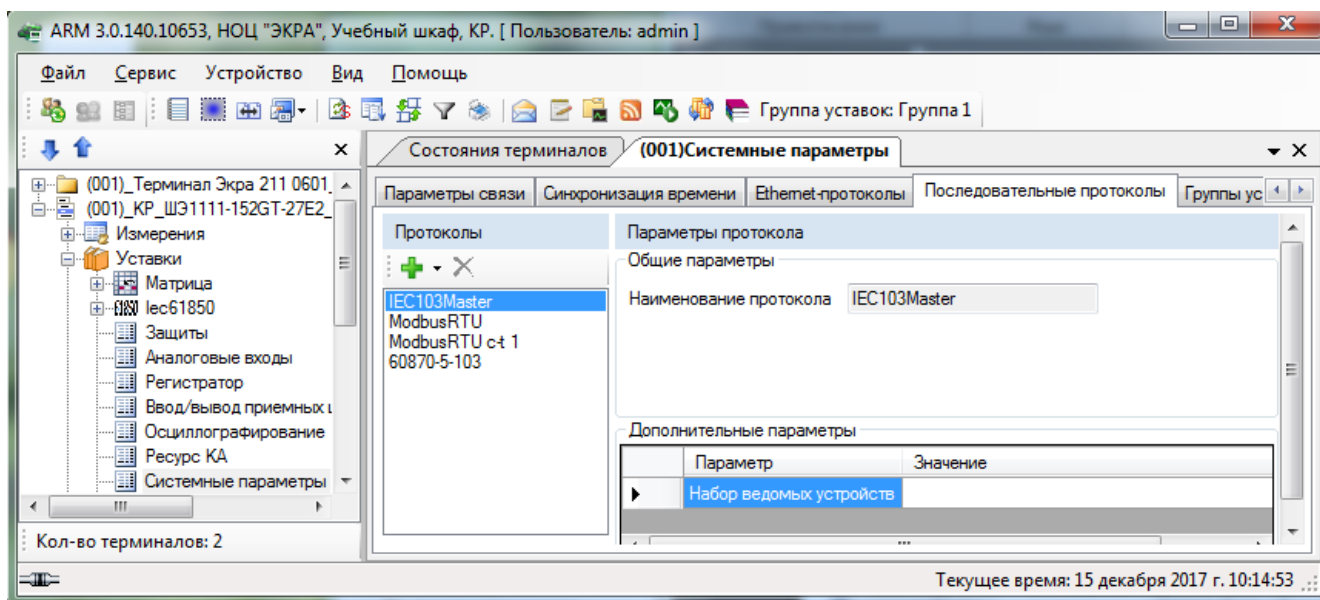 ARM 3.0.140.10653, НОЦ "ЭКРА", Учебный шкаф, КР. [ Пользователь: admin ]
Файл Сервис Устройство Вид Помощь
Группа уставок: Группа 1
Состояния терминалов (001)Системные параметры
Параметры связи Синхронизация времени Ethernet-протоколы Последовательные протоколы Группы ус
(001)_Терминал Экра 211 0601_
(001)_КР_ШЭ1111-152GT-27E2_
Измерения
Уставки
Матрица
61850 Iec61850
Защиты
Аналоговые входы
Регистратор
Ввод/вывод приемных ц
Осциллографирование
Ресурс КА
Системные параметры
Кол-во терминалов: 2
Протоколы
IEC103Master
ModbusRTU
ModbusRTU c-t 1
60870-5-103
Параметры протокола
Общие параметры
Наименование протокола IEC103Master
Дополнительные параметры
Параметр Значение
Набор ведомых устройств
Текущее время: 15 декабря 2017 г. 10:14:53